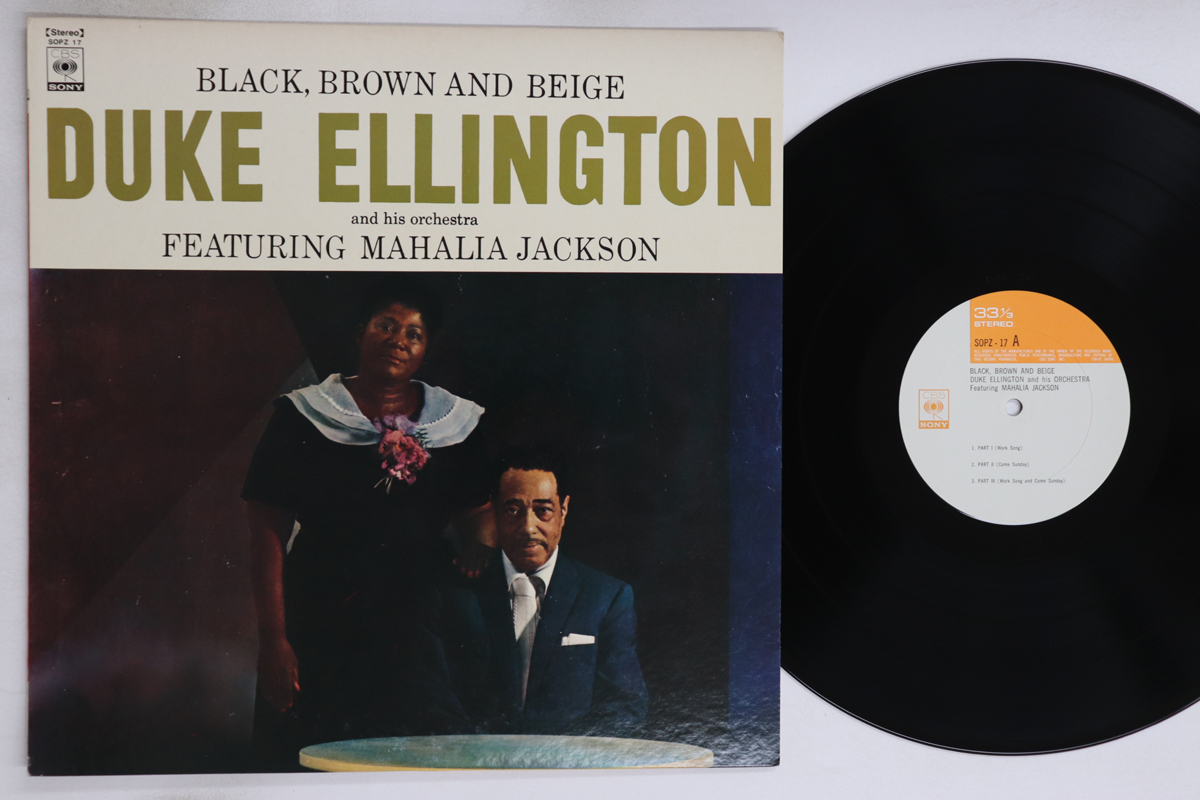 【Stereo】
SOPZ 17
CBS
SONY
BLACK, BROWN AND BEIGE
DUKE ELLINGTON
and his orchestra
FEATURING MAHALIA JACKSON
33⅓
STEREO
SOPZ-17 A
BLACK, BROWN AND BEIGE
DUKE ELLINGTON and his ORCHESTRA
Featuring MAHALIA JACKSON
CBS
SONY
1. PART I (Work Song)
2. PART II (Come Sunday)
3. PART III (Work Song and Come Sunday)